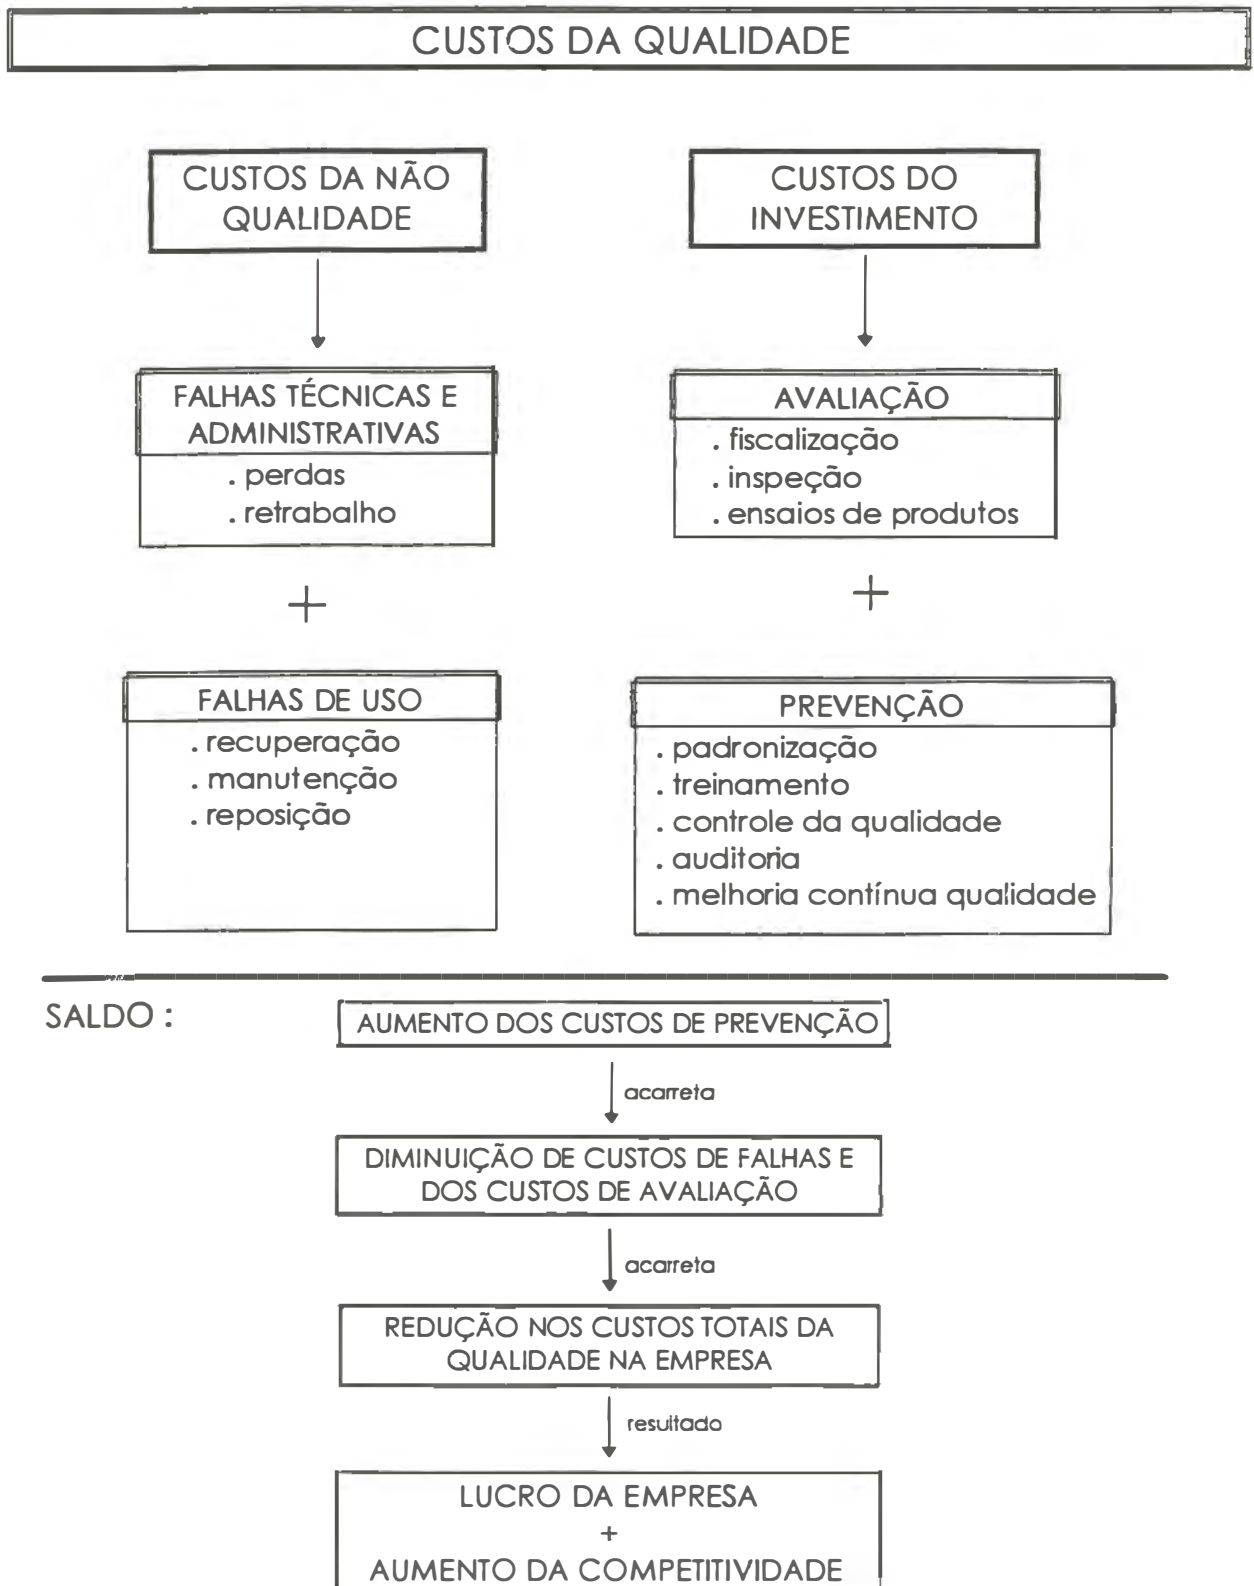 CUSTOS DA QUALIDADE
CUSTOS DA NÃO
QUALIDADE
FALHAS TÉCNICAS E
ADMINISTRATIVAS
. perdas
. retrabalho
+
FALHAS DE USO
. recuperação
. manutenção
. reposição
CUSTOS DO
INVESTIMENTO
AVALIAÇÃO
. fiscalização
. inspeção
. ensaios de produtos
+
PREVENÇÃO
. padronização
. treinamento
. controle da qualidade
. auditoria
. melhoria contínua qualidade
SALDO :
AUMENTO DOS CUSTOS DE PREVENÇÃO
acarreta
DIMINUIÇÃO DE CUSTOS DE FALHAS E
DOS CUSTOS DE AVALIAÇÃO
acarreta
REDUÇÃO NOS CUSTOS TOTAIS DA
QUALIDADE NA EMPRESA
resultado
LUCRO DA EMPRESA
+
AUMENTO DA COMPETITIVIDADE